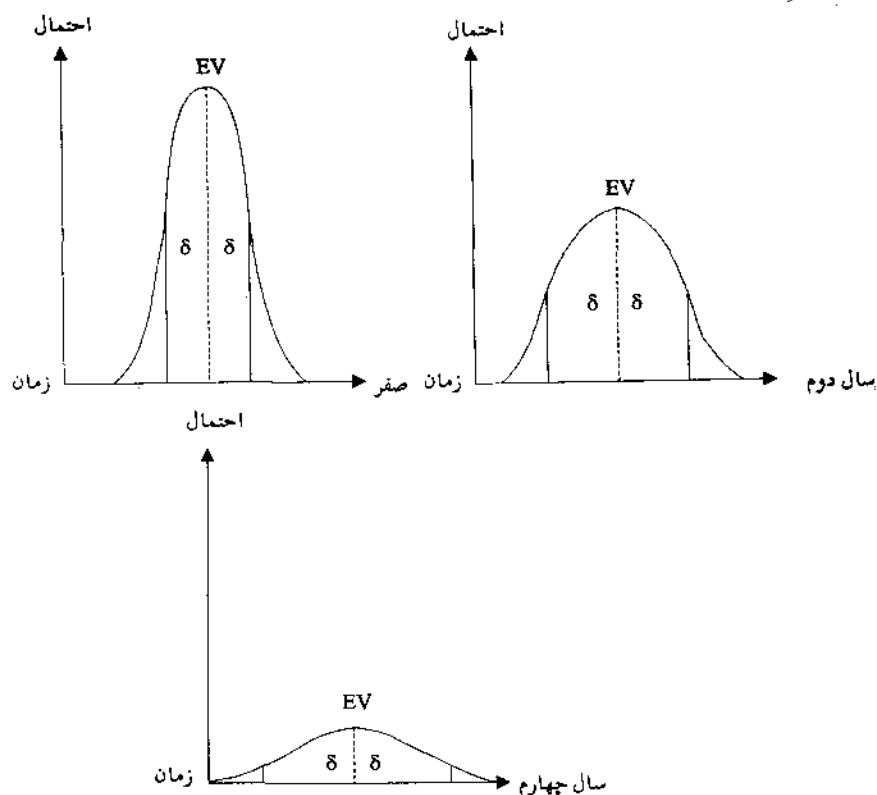 احتمال
EV
δ δ
زمان
صفر
احتمال
EV
δ δ
زمان
سال دوم
احتمال
EV
δ δ
زمان
سال چهارم